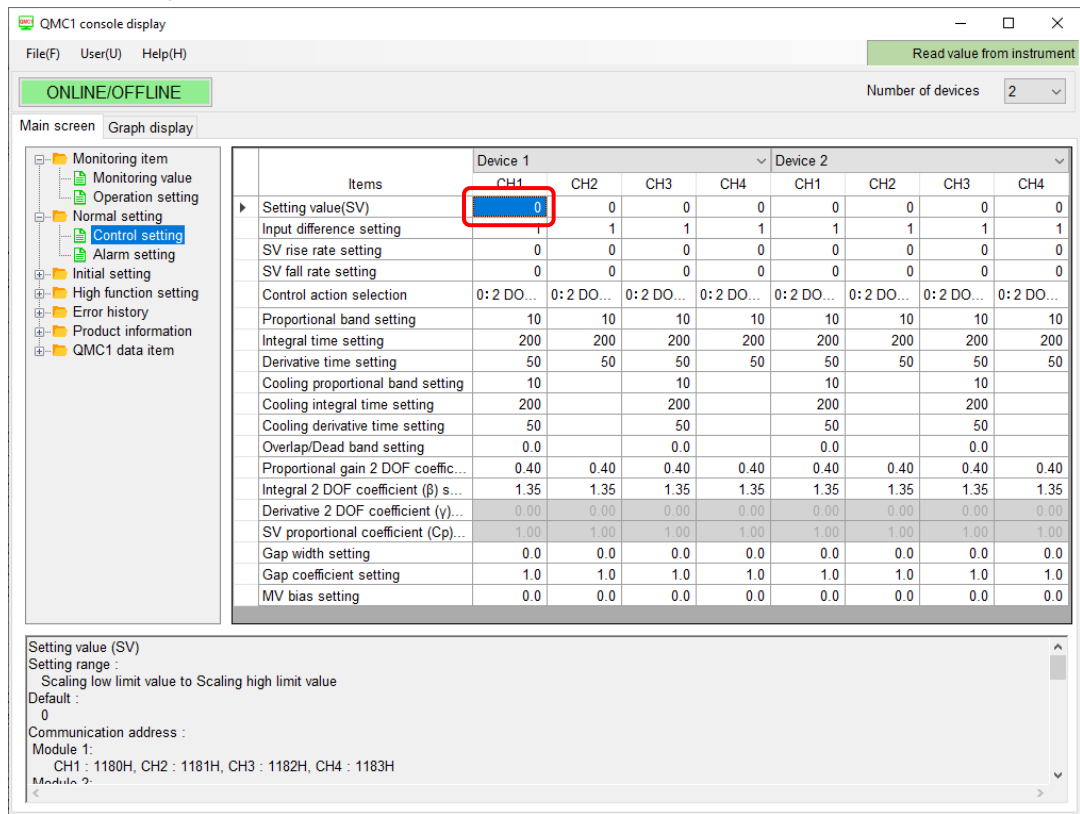 QMC1 console display
File(F) User(U) Help(H) Read value from instrument
ONLINE/OFFLINE Number of devices 2
Main screen Graph display
Monitoring item
Monitoring value
Operation setting
Normal setting
Control setting
Alarm setting
Initial setting
High function setting
Error history
Product information
QMC1 data item
Device 1 Device 2
Items CH1 CH2 CH3 CH4 CH1 CH2 CH3 CH4
Setting value(SV) 0 0 0 0 0 0 0 0
Input difference setting 1 1 1 1 1 1 1 1
SV rise rate setting 0 0 0 0 0 0 0 0
SV fall rate setting 0 0 0 0 0 0 0 0
Control action selection 0: 2 DO... 0: 2 DO... 0: 2 DO... 0: 2 DO... 0: 2 DO... 0: 2 DO... 0: 2 DO... 0: 2 DO...
Proportional band setting 10 10 10 10 10 10 10 10
Integral time setting 200 200 200 200 200 200 200 200
Derivative time setting 50 50 50 50 50 50 50 50
Cooling proportional band setting 10 10 10 10
Cooling integral time setting 200 200 200 200
Cooling derivative time setting 50 50 50 50
Overlap/Dead band setting 0.0 0.0 0.0 0.0
Proportional gain 2 DOF coeffic... 0.40 0.40 0.40 0.40 0.40 0.40 0.40 0.40
Integral 2 DOF coefficient (β) s... 1.35 1.35 1.35 1.35 1.35 1.35 1.35 1.35
Derivative 2 DOF coefficient (γ)... 0.00 0.00 0.00 0.00 0.00 0.00 0.00 0.00
SV proportional coefficient (Cp)... 1.00 1.00 1.00 1.00 1.00 1.00 1.00 1.00
Gap width setting 0.0 0.0 0.0 0.0 0.0 0.0 0.0 0.0
Gap coefficient setting 1.0 1.0 1.0 1.0 1.0 1.0 1.0 1.0
MV bias setting 0.0 0.0 0.0 0.0 0.0 0.0 0.0 0.0
Setting value (SV)
Setting range :
Scaling low limit value to Scaling high limit value
Default :
0
Communication address :
Module 1:
CH1 : 1180H, CH2 : 1181H, CH3 : 1182H, CH4 : 1183H
Module 2: